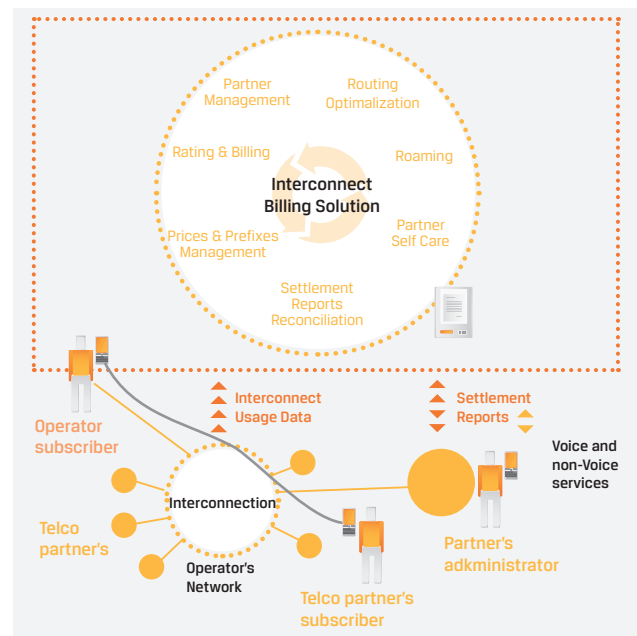 Partner
Management
Routing
Optimalization
Rating & Billing
Roaming
Interconnect
Billing Solution
Prices & Prefixes
Management
Partner
Self Care
Settlement
Reports
Reconciliation
Operator
subscriber
Interconnect
Usage Data
Settlement
Reports
Voice and
non-Voice
services
Interconnection
Telco
partner's
Operator's
Network
Partner's
adkministrator
Telco partner's
subscriber